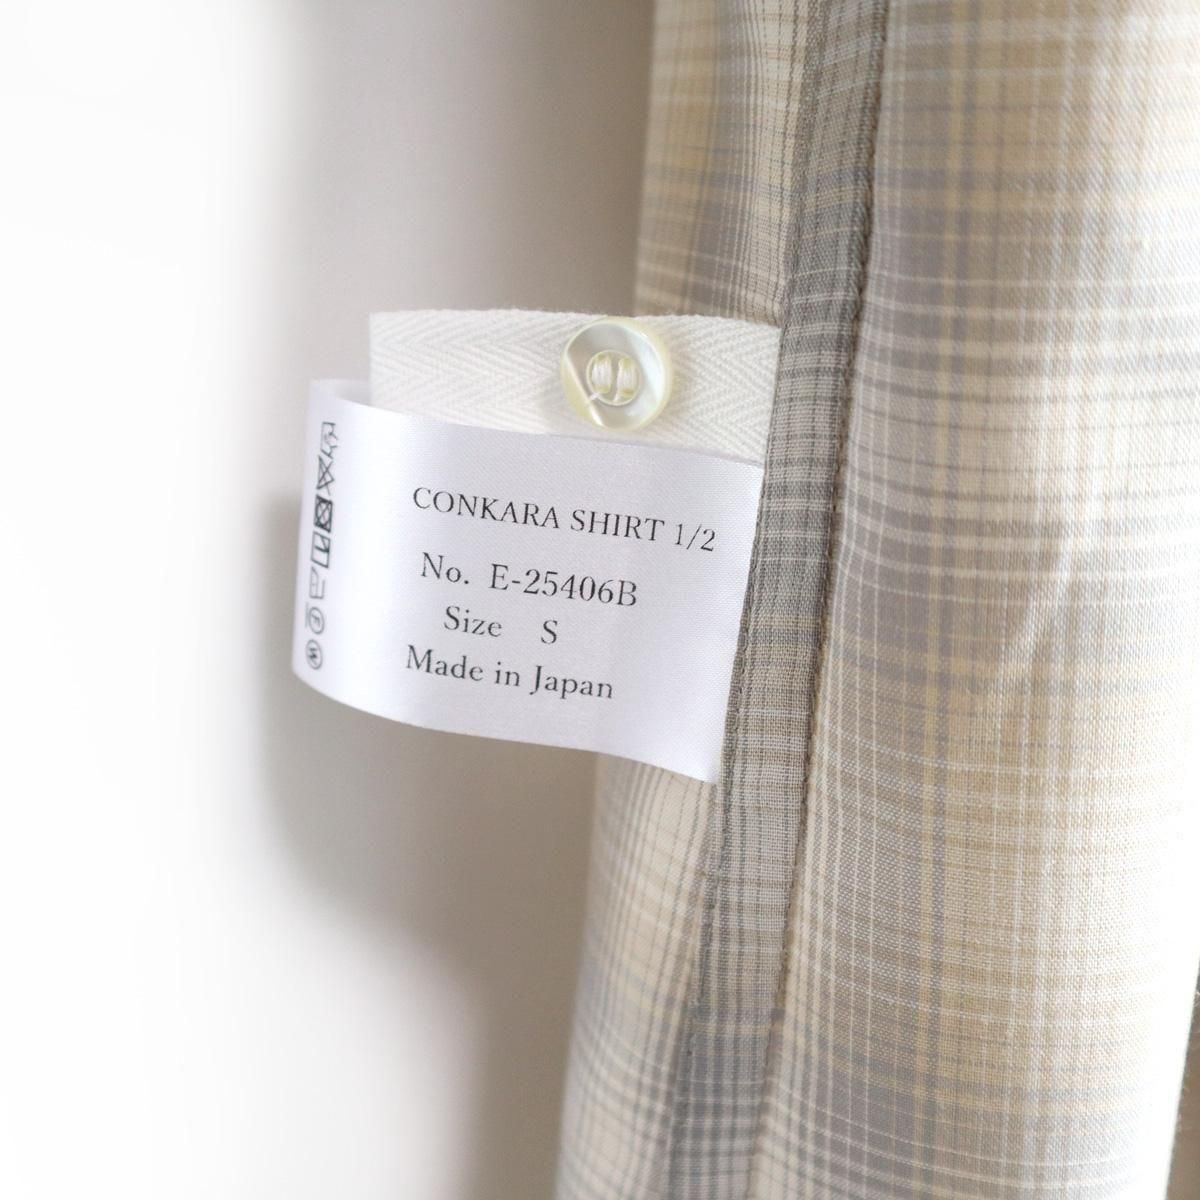 CONKARA SHIRT 1/2
No. E-25406B
Size S
Made in Japan